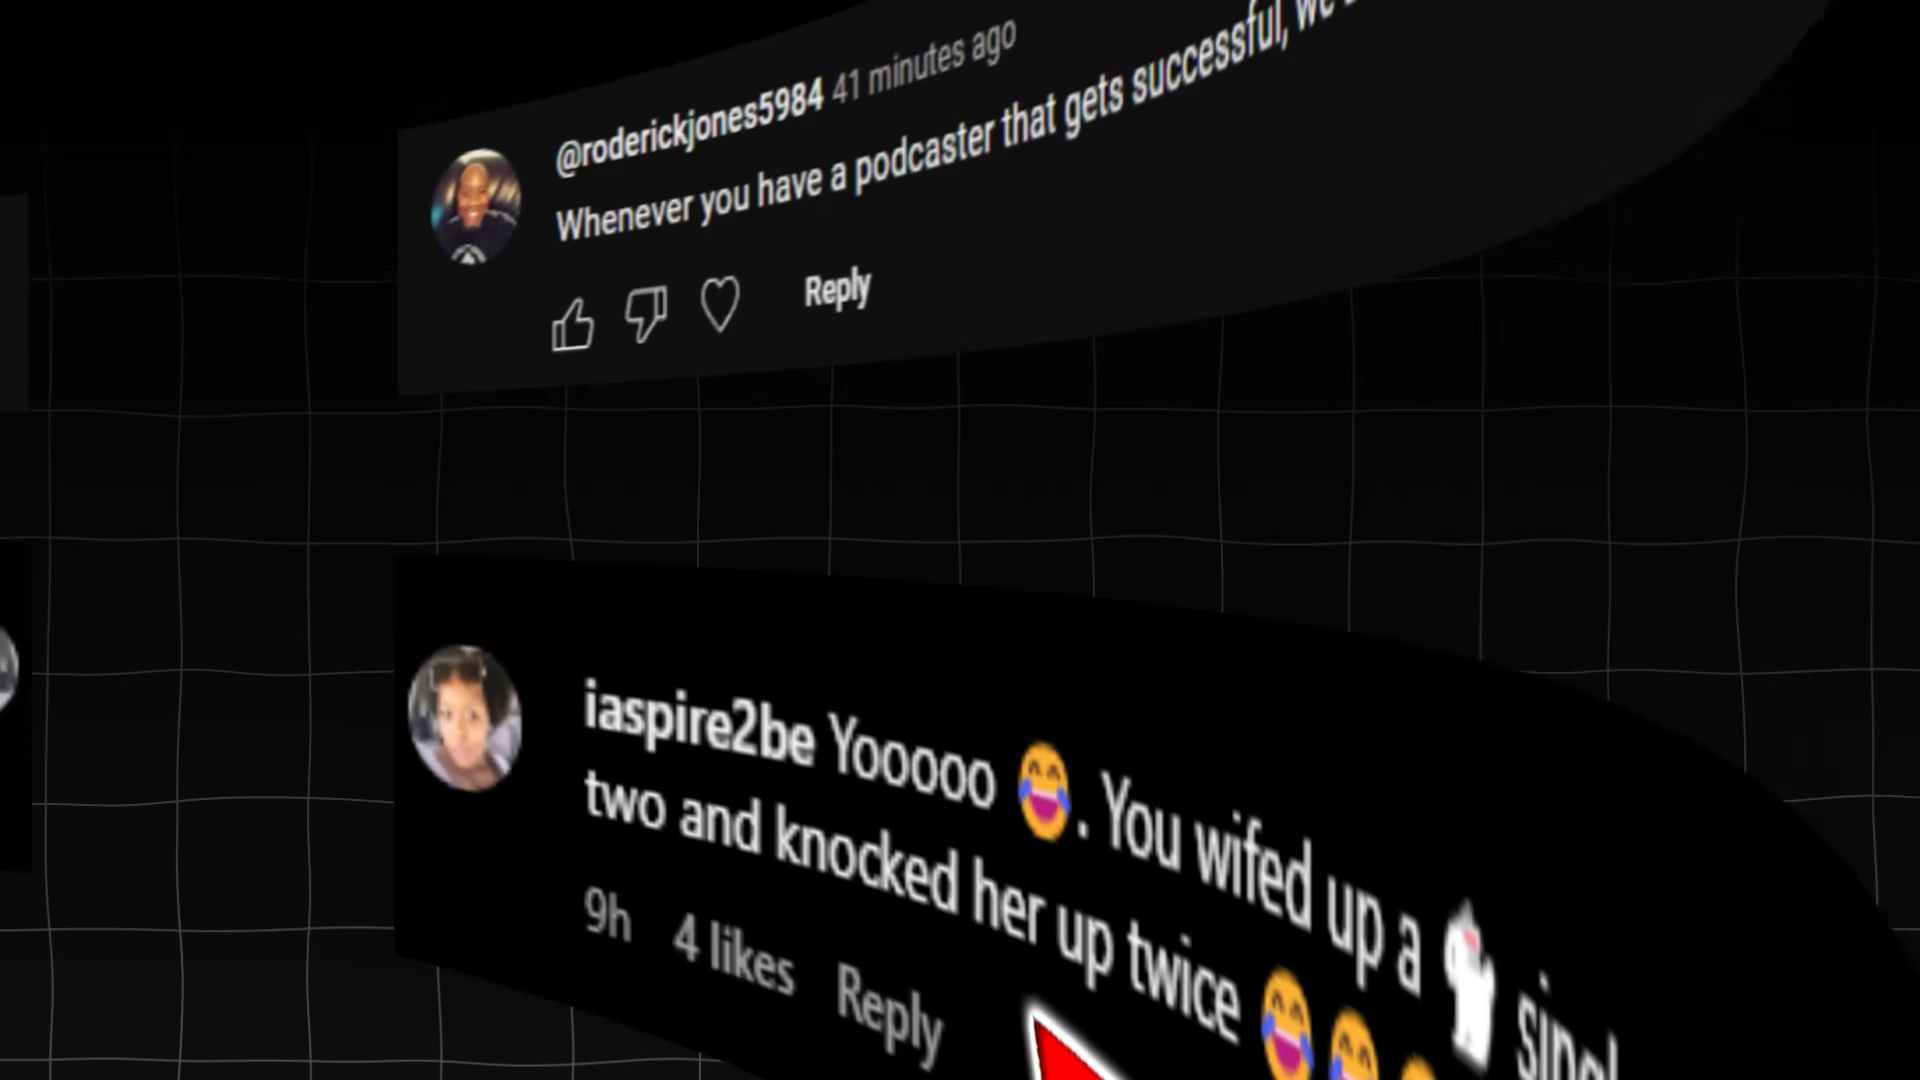 @roderickjones5984 41 minutes ago
Whenever you have a podcaster that gets successful, we
Reply
iaspire2be Yooooo 😂. You wifed up a
two and knocked her up twice 😂😂
9h 4 likes Reply